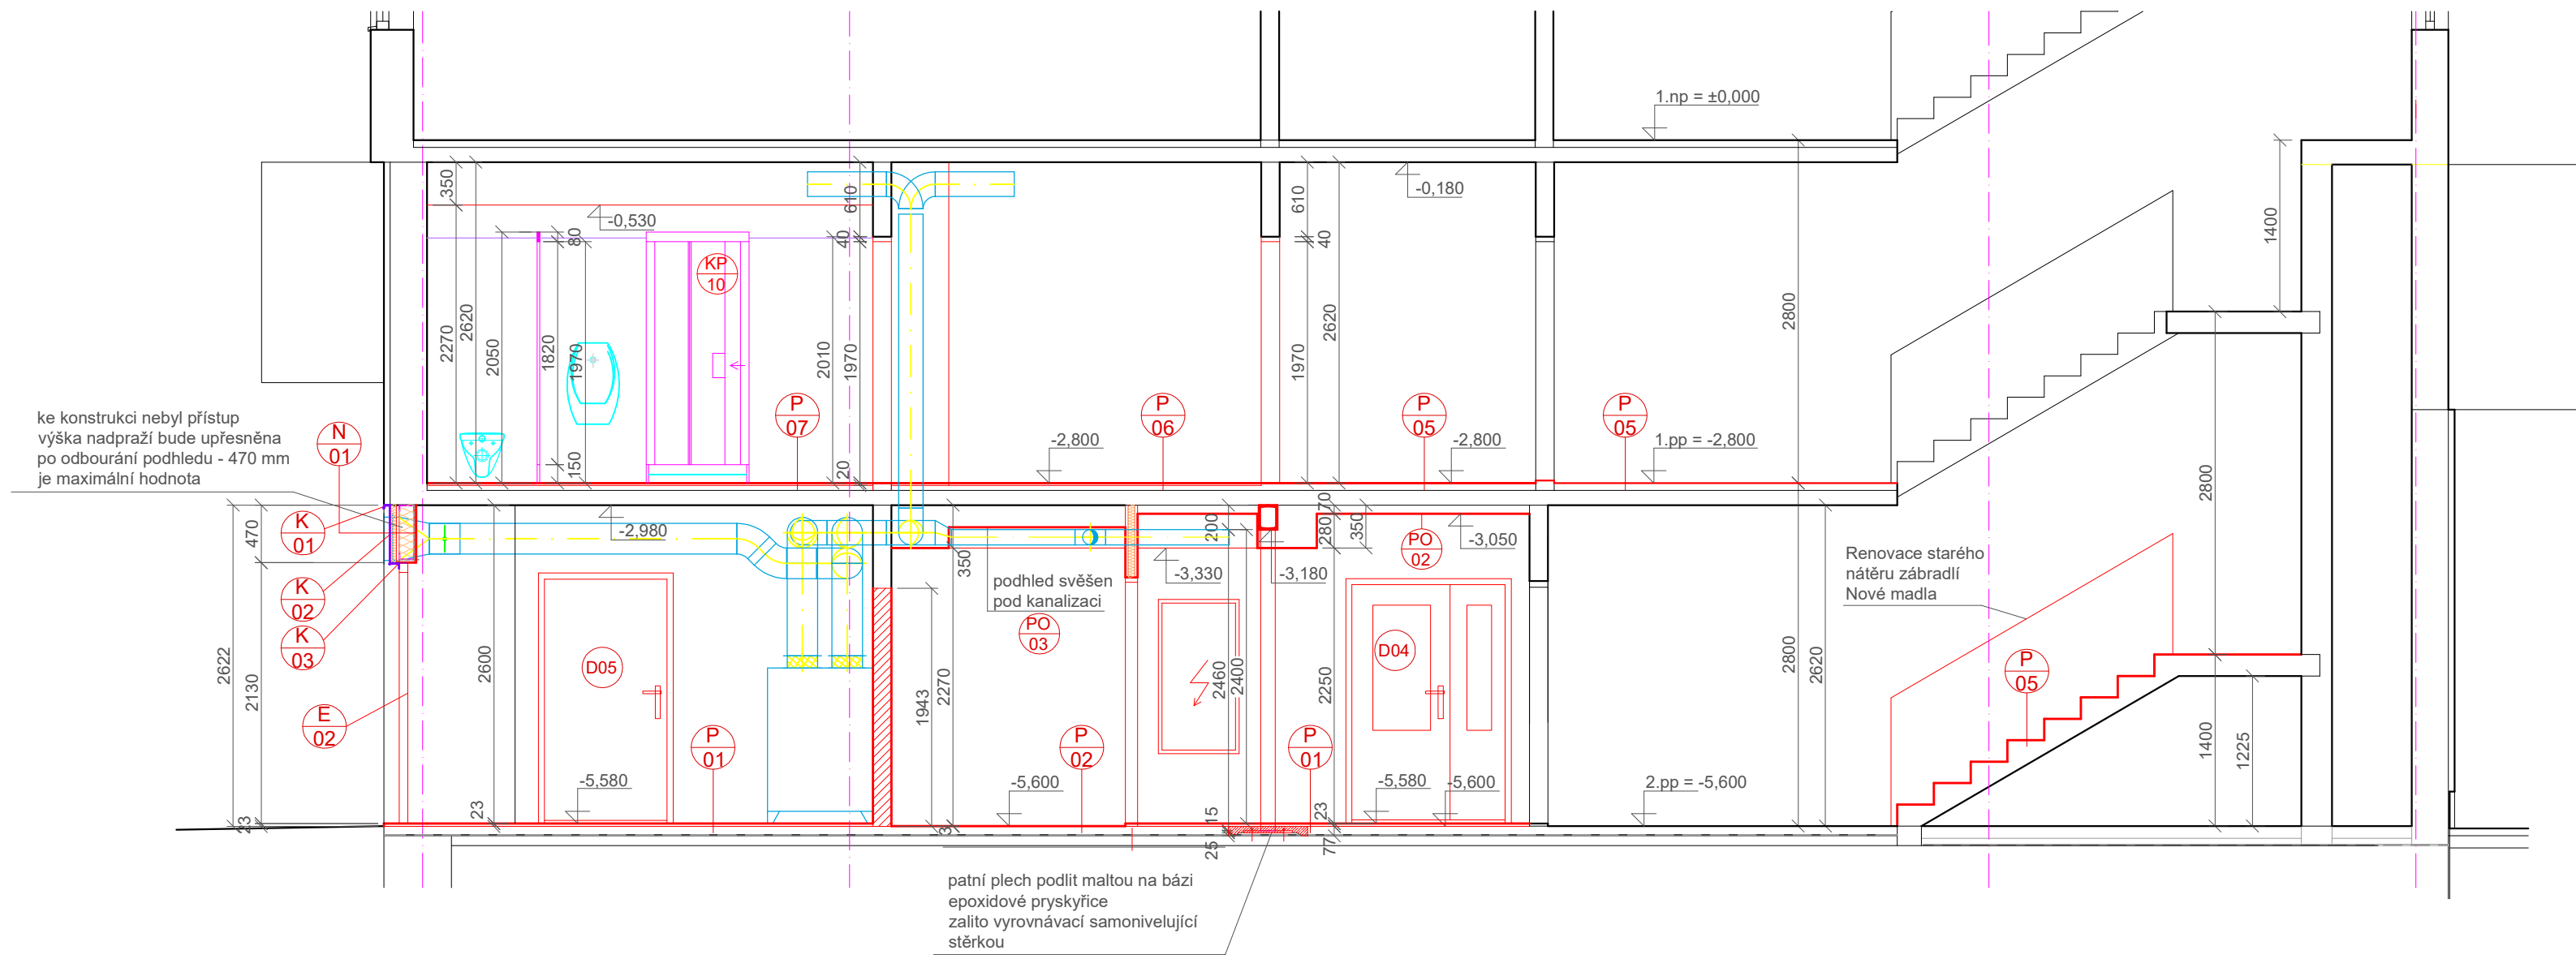 1.np = ±0,000
350
-0,530
80
610
40
-0,180
610
40
1400
KP
10
2270
2620
2050
1820
1970
150
2010
1970
20
1970
2620
2800
P
07
P
06
P
05
P
05
-2,800
-2,800
1.pp = -2,800
ke konstrukci nebyl přístup
výška nadpraží bude upřesněna
po odbourání podhledu - 470 mm
je maximální hodnota
N
01
2800
470
K
01
K
02
K
03
-2,980
350
200
70
280
350
PO
02
-3,050
-3,330
-3,180
podhled svěšen
pod kanalizaci
PO
03
Renovace starého
nátěru zábradlí
Nové madla
2622
2130
23
E
02
2600
23
D05
P
01
-5,580
1943
2270
3
-5,600
P
02
2460
2400
15
25
P
01
2250
23
77
D04
-5,580
-5,600
2800
2620
2.pp = -5,600
P
05
1400
1225
patní plech podlit maltou na bázi
epoxidové pryskyřice
zalito vyrovnávací samonivelující
stěrkou